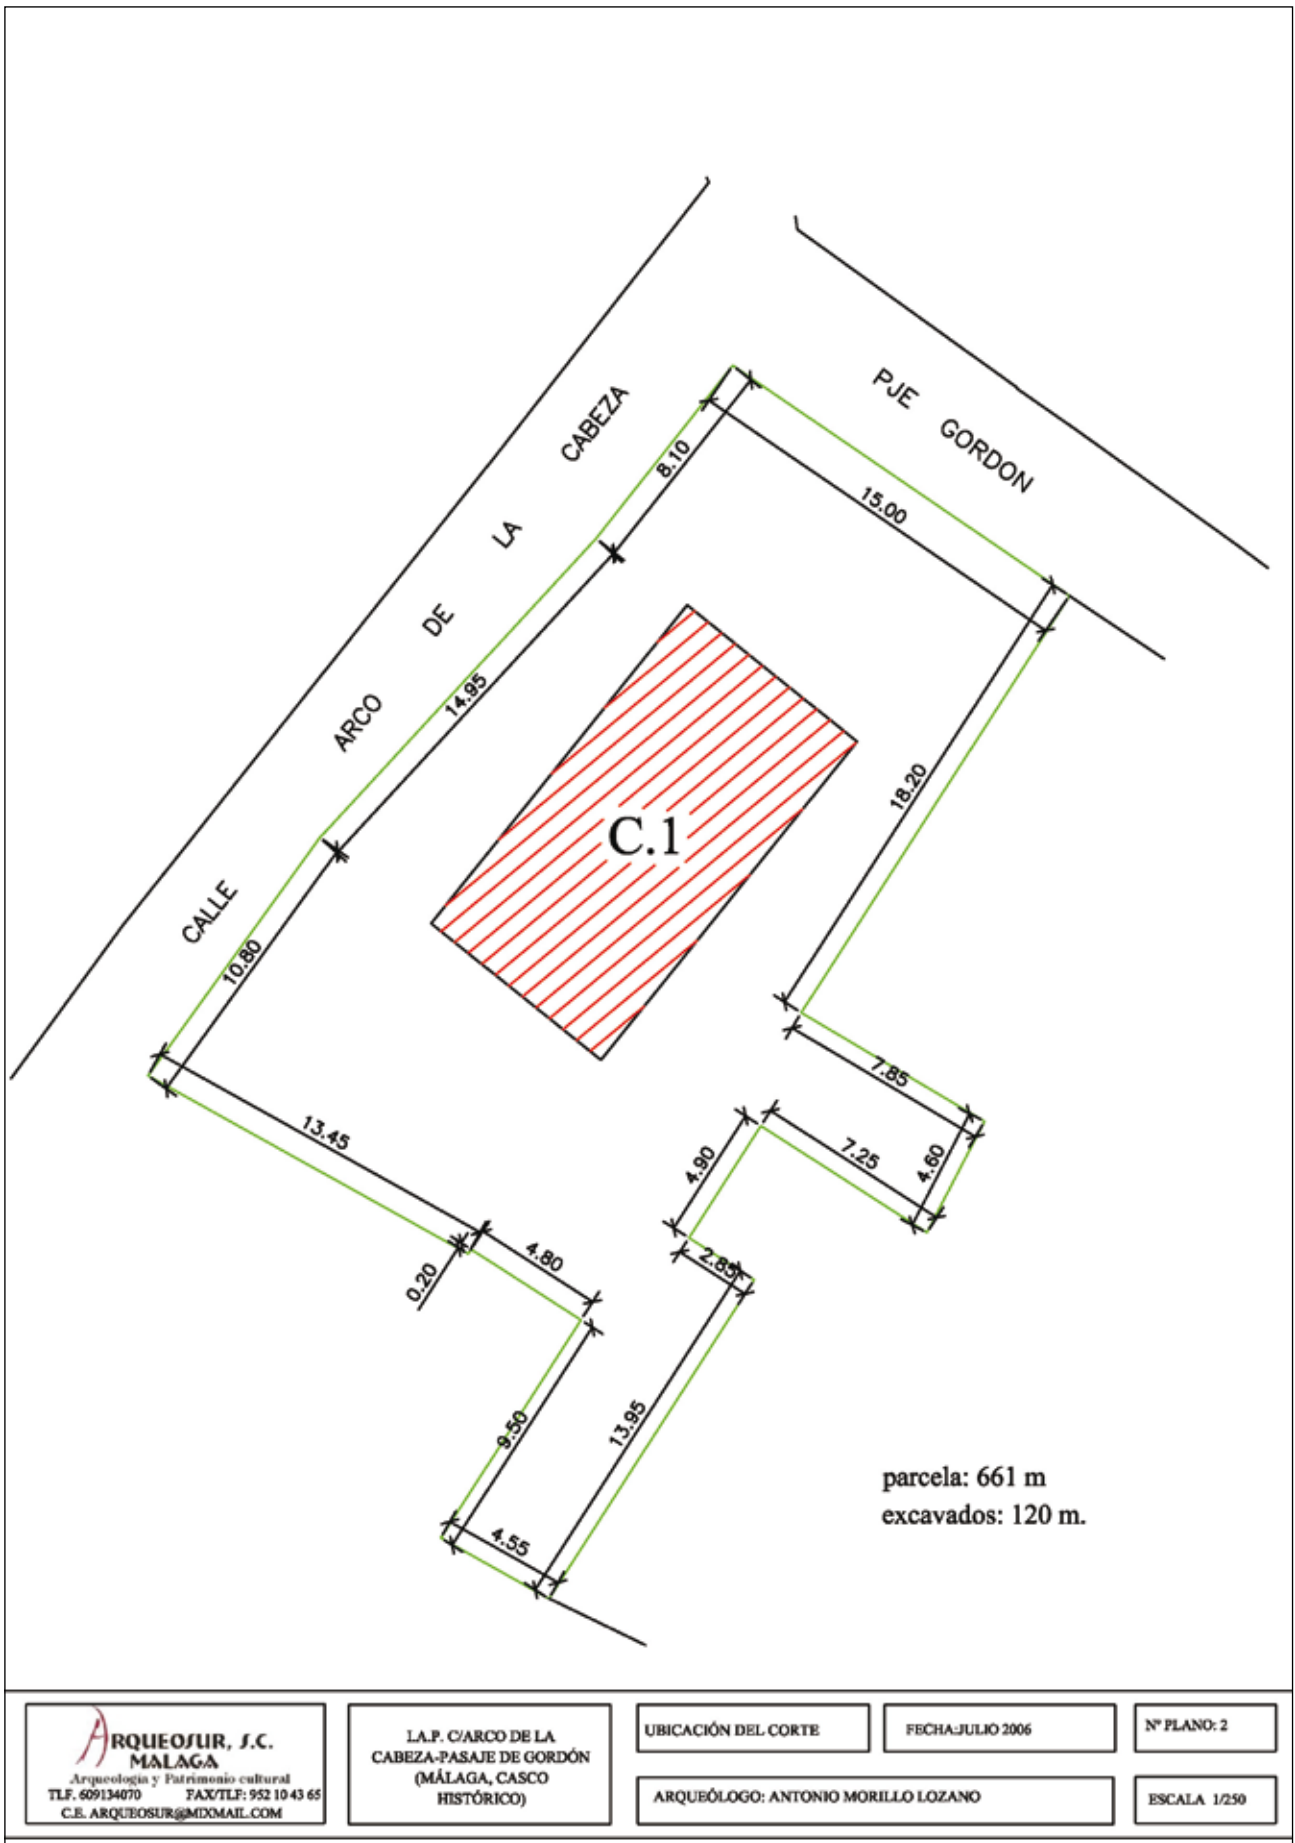 PJE GORDON
CALLE ARCO DE LA CABEZA
8.10
15.00
14.95
18.20
C.1
10.80
7.85
13.45
7.25
4.60
4.90
2.85
4.80
0.20
9.50
13.95
4.55
parcela: 661 m
excavados: 120 m.
ARQUEOSUR, S.C.
MALAGA
Arqueología y Patrimonio cultural
TLF. 609134070 FAX/TLF: 952 10 43 65
C.E. ARQUEOSUR@MIXMAIL.COM
I.A.P. C/ARCO DE LA
CABEZA-PASAJE DE GORDÓN
(MÁLAGA, CASCO
HISTÓRICO)
UBICACIÓN DEL CORTE
FECHA:JULIO 2006
Nº PLANO: 2
ARQUEÓLOGO: ANTONIO MORILLO LOZANO
ESCALA 1/250